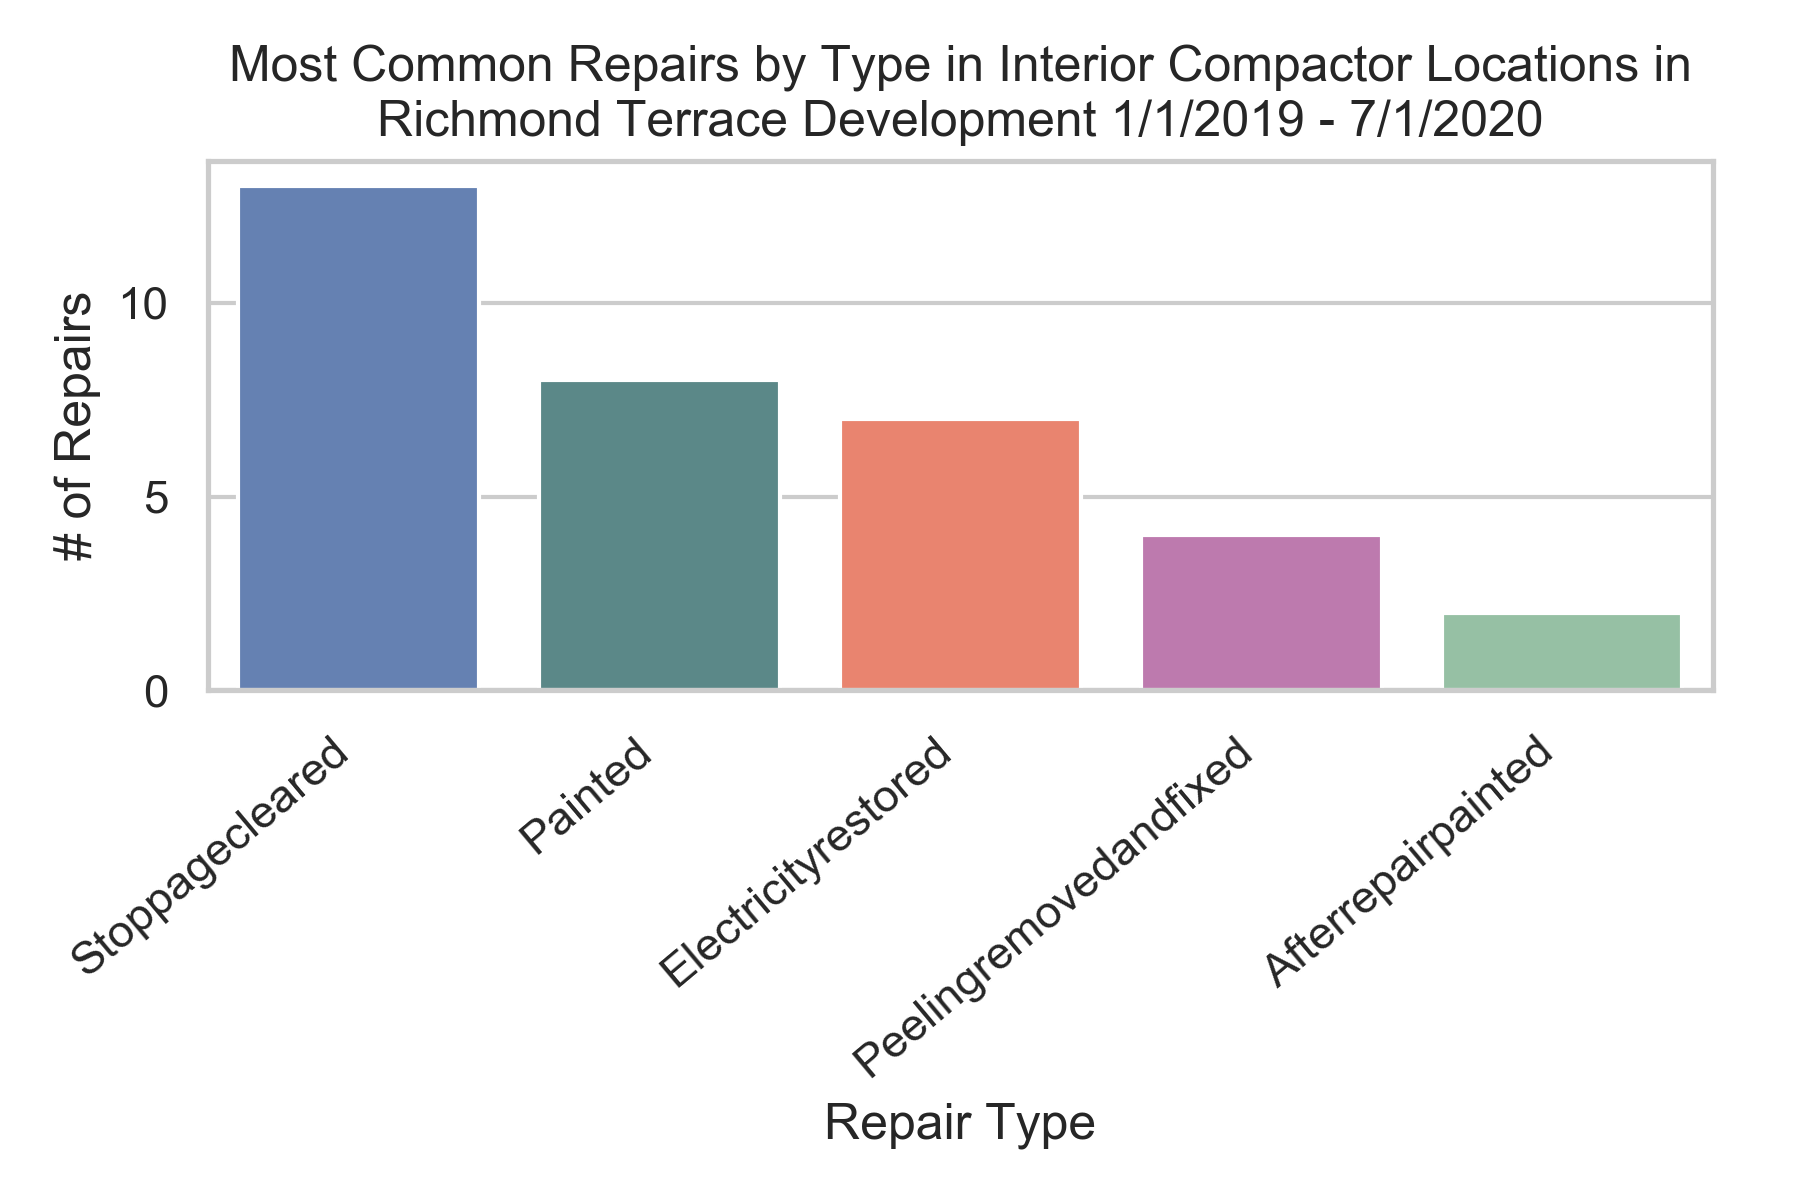 Most Common Repairs by Type in Interior Compactor Locations in
Richmond Terrace Development 1/1/2019 - 7/1/2020
# of Repairs
10
5
0
Stoppagecleared
Painted
Electricityrestored
Peelingremovedandfixed
Afterrepairpainted
Repair Type